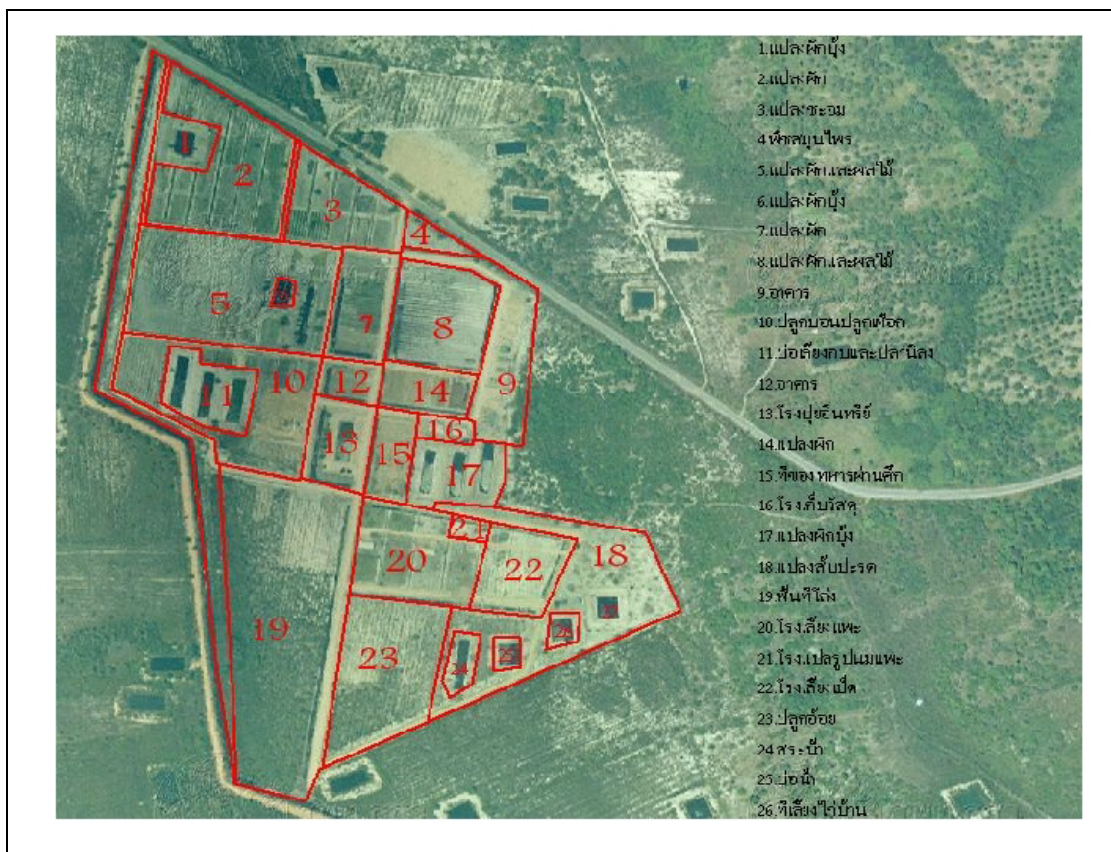 1.แปลงผักบุ้ง
2.แปลงผัก
3.แปลงชะอม
4 พืชสมุนไพร
5.แปลงผักและผลไม้
6.แปลงผักบุ้ง
7.แปลงผัก
8.แปลงผักและผลไม้
9.อาคาร
10.ปลูกบอนปลูกเผือก
11.บ่อเลี้ยงกบและปลานิลง
12.อาคาร
13.โรงปุ๋ยอินทรีย์
14.แปลงผัก
15.ที่ของทหารผ่านศึก
16.โรงเก็บวัสดุ
17.แปลงผักบุ้ง
18.แปลงสับปะรด
19.พื้นที่โล่ง
20.โรงเลี้ยงแพะ
21.โรงแปลรูปนมแพะ
22.โรงเลี้ยงเป็ด
23.ปลูกอ้อย
24 สระน้ำ
25.บ่อน้ำ
26.ที่เลี้ยงไก่บ้าน
1
2
3
4
5
7
8
9
10
11
12
13
14
15
16
17
18
19
20
21
22
23
24
25
26